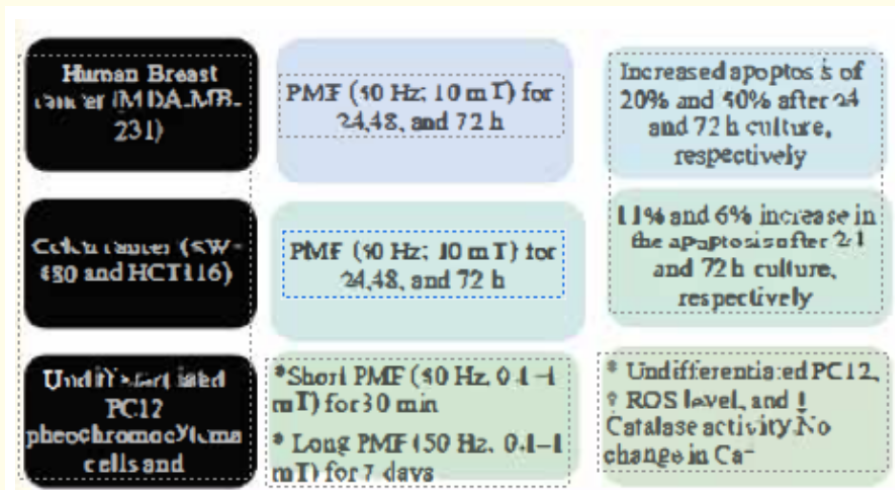 Human Breast
cancer (MDA-MB-
231)
PMF (50 Hz; 10 mT) for
24,48, and 72 h
Increased apoptosis of
20% and 50% after 24
and 72 h culture,
respectively
Colon cancer (SW-
480 and HCT116)
PMF (50 Hz; 10 mT) for
24,48, and 72 h
11% and 6% increase in
the apoptosis after 24
and 72 h culture,
respectively
Undifferentiated
PC12
pheochromocytoma
cells and
*Short PMF (50 Hz, 0.1–1
mT) for 30 min
* Long PMF (50 Hz, 0.1–1
mT) for 7 days
* Undifferentiated PC12,
ROS level, and
Catalase activity No
change in